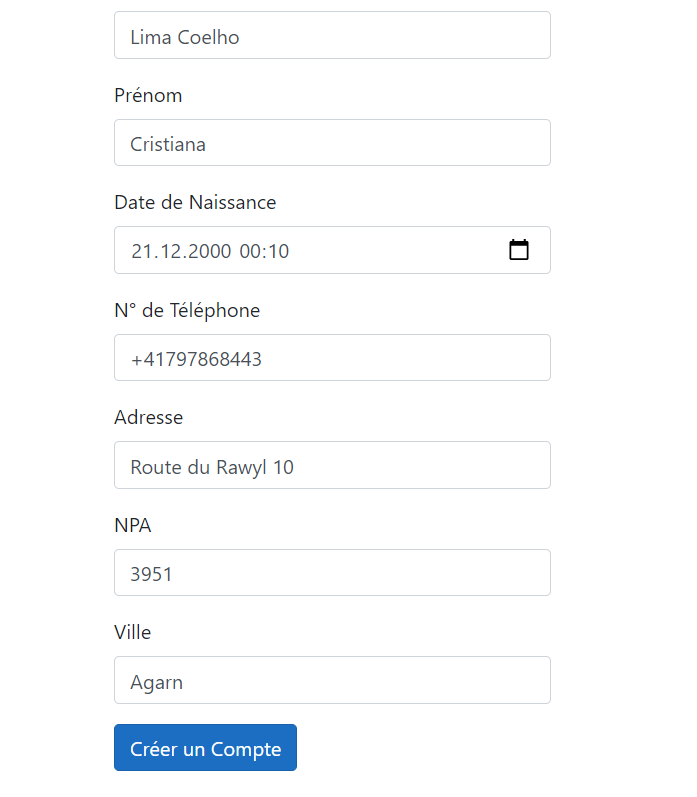 Lima Coelho
Prénom
Cristiana
Date de Naissance
21.12.2000 00:10
N° de Téléphone
+41797868443
Adresse
Route du Rawyl 10
NPA
3951
Ville
Agarn
Créer un Compte